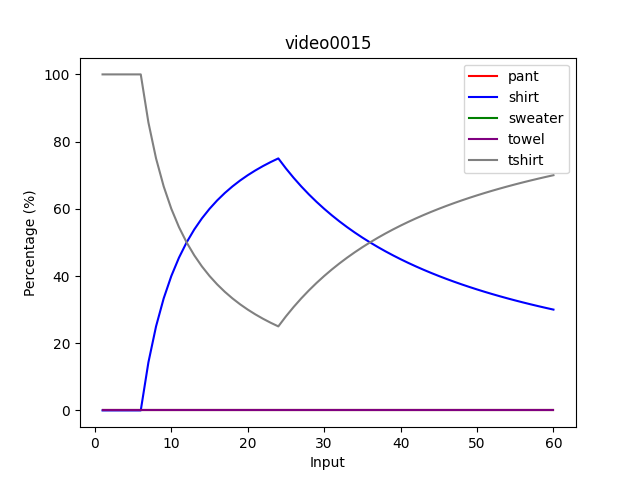 video0015
100
80
60
40
20
0
Percentage (%)
pant
shirt
sweater
towel
tshirt
0 10 20 30 40 50 60
Input